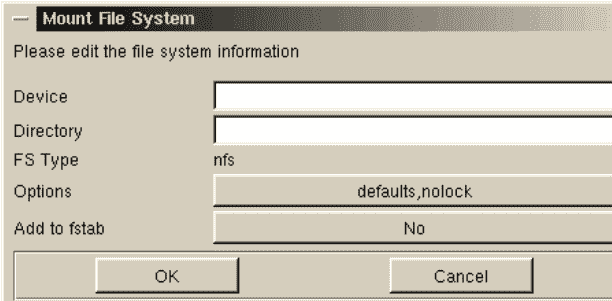 Mount File System
Please edit the file system information
Device
Directory
FS Type nfs
Options defaults,nolock
Add to fstab No
OK Cancel